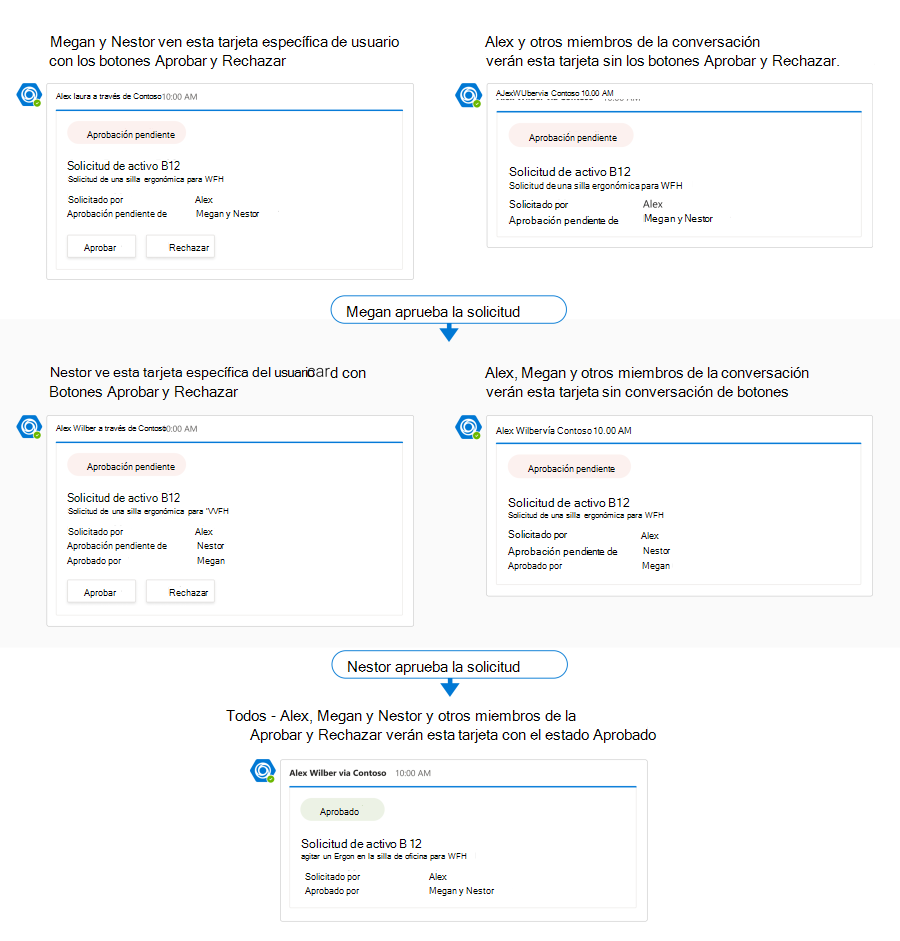 Megan y Nestor ven esta tarjeta específica de usuario
con los botones Aprobar y Rechazar
Alex y otros miembros de la conversación
verán esta tarjeta sin los botones Aprobar y Rechazar.
Alex laura a través de Contoso 10:00 AM
Aprobación pendiente
Solicitud de activo B12
Solicitud de una silla ergonómica para WFH
Solicitado por Alex
Aprobación pendiente de Megan y Nestor
Aprobar Rechazar
AJexWUbervia Contoso 10.00 AM
Aprobación pendiente
Solicitud de activo B12
Solicitud de una silla ergonómica para WFH
Solicitado por Alex
Aprobación pendiente de Megan y Nestor
Megan aprueba la solicitud
Nestor ve esta tarjeta específica del usuario card con
Botones Aprobar y Rechazar
Alex, Megan y otros miembros de la conversación
verán esta tarjeta sin conversación de botones
Alex Wilber a través de Contoso 10:00 AM
Aprobación pendiente
Solicitud de activo B12
Solicitud de una silla ergonómica para "VVFH
Solicitado por Alex
Aprobación pendiente de Nestor
Aprobado por Megan
Aprobar Rechazar
Alex Wilbervía Contoso 10.00 AM
Aprobación pendiente
Solicitud de activo B12
Solicitud de una silla ergonómica para WFH
Solicitado por Alex
Aprobación pendiente de Nestor
Aprobado por Megan
Nestor aprueba la solicitud
Todos - Alex, Megan y Nestor y otros miembros de la
Aprobar y Rechazar verán esta tarjeta con el estado Aprobado
Alex Wilber via Contoso 10:00 AM
Aprobado
Solicitud de activo B 12
agitar un Ergon en la silla de oficina para WFH
Solicitado por Alex
Aprobado por Megan y Nestor